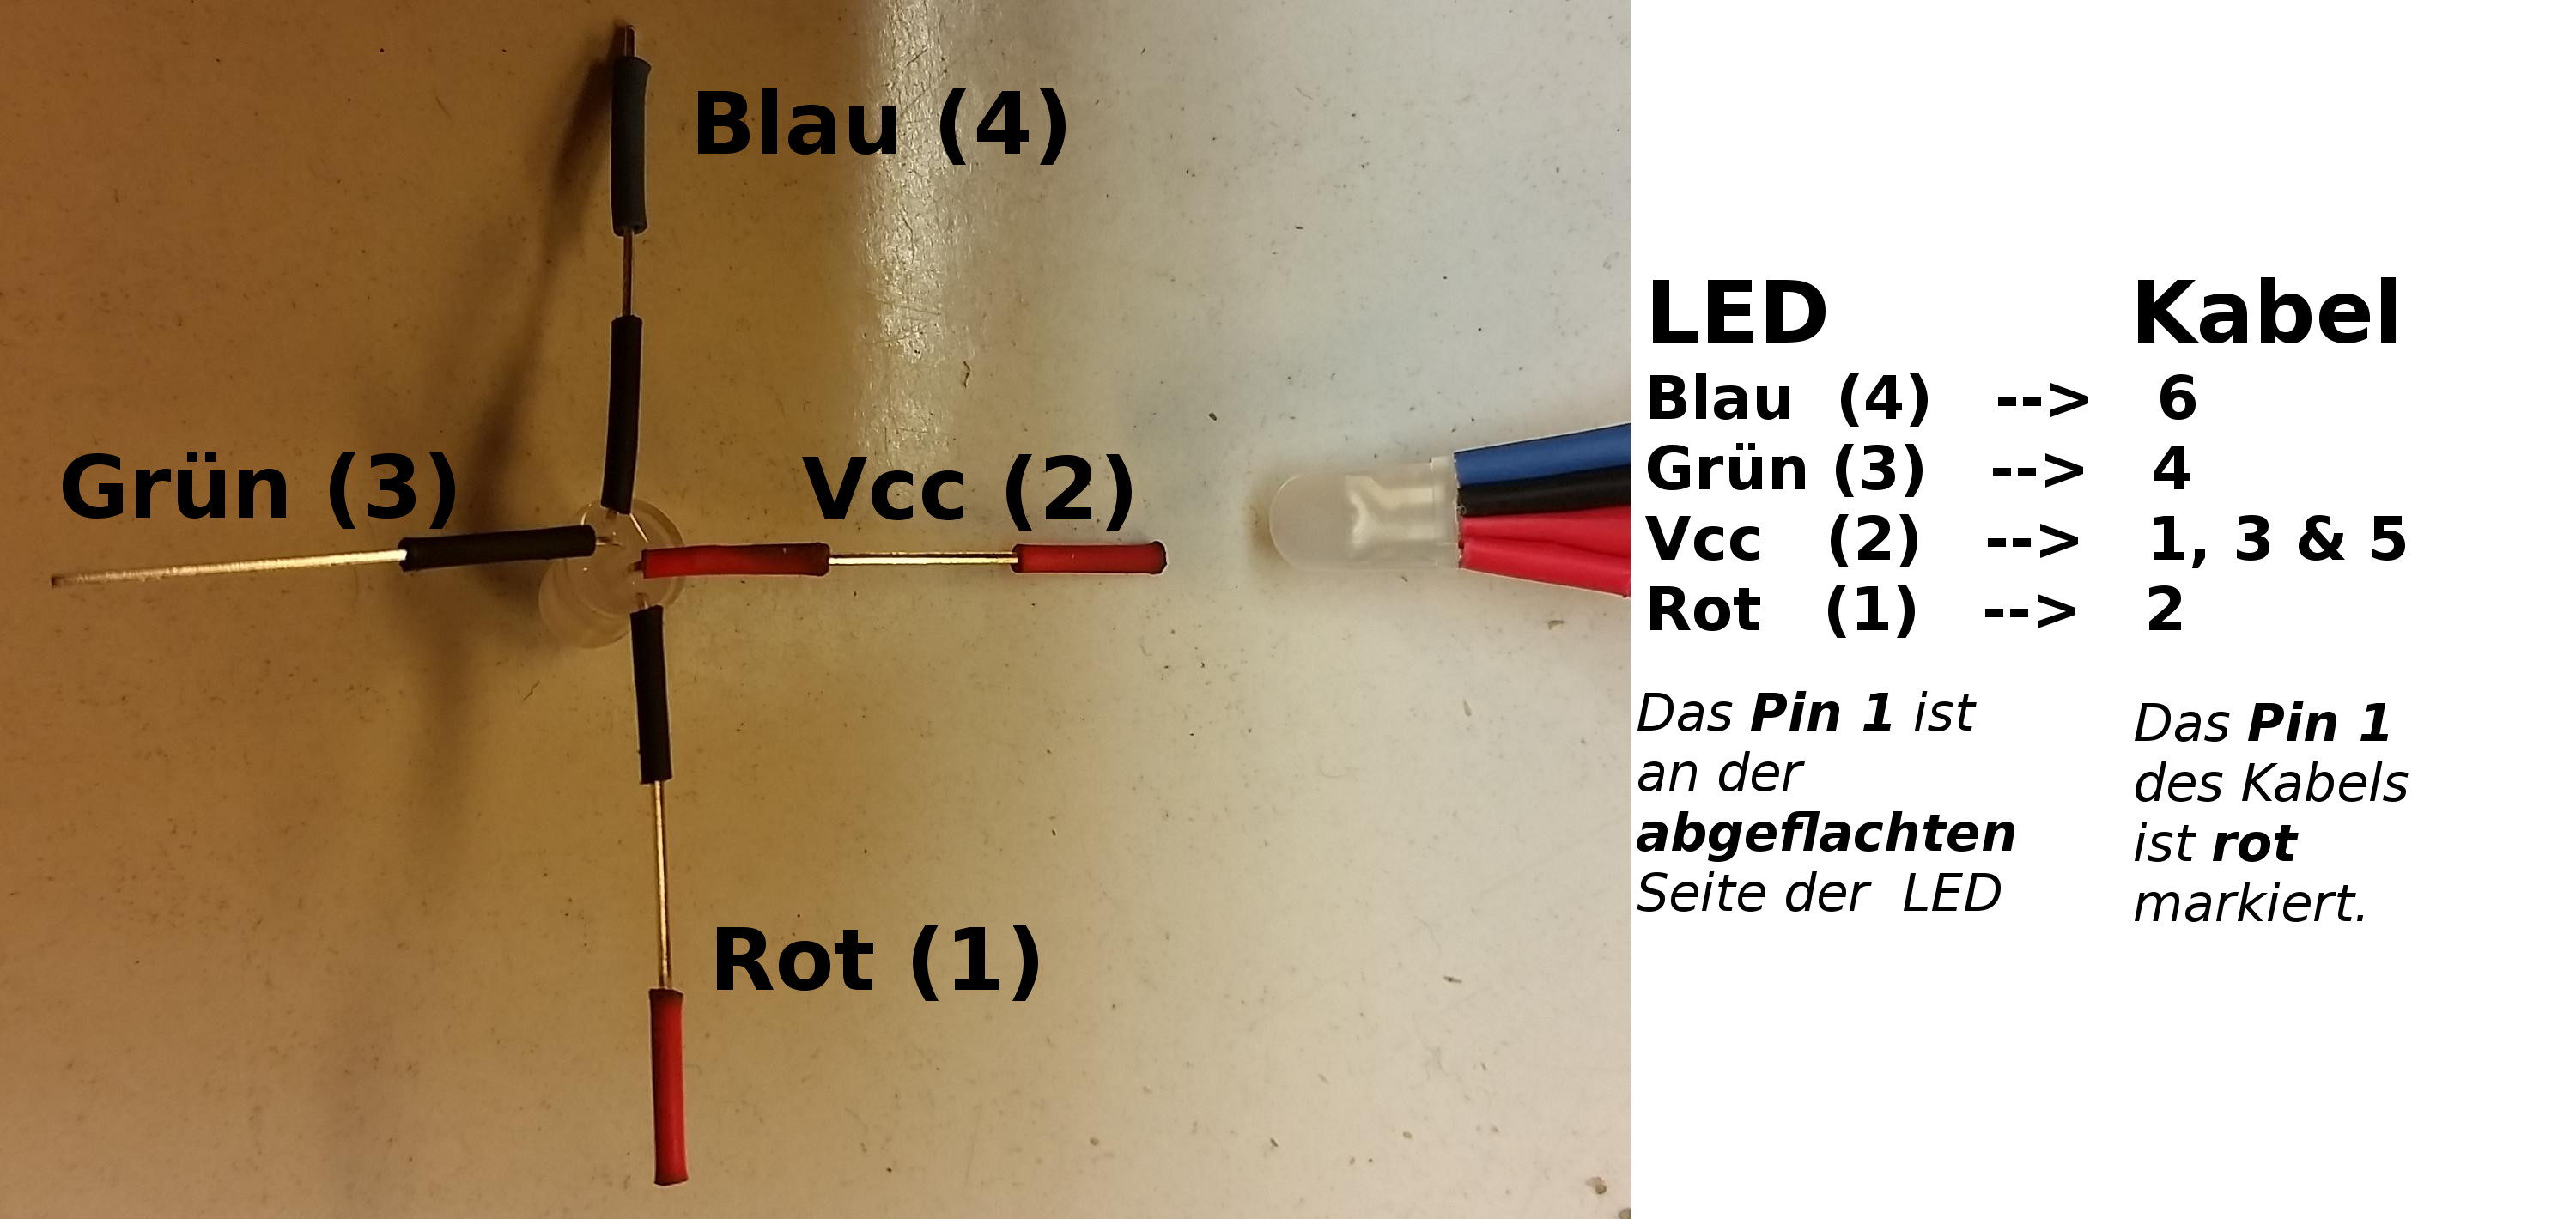 Blau (4)
Grün (3)
Vcc (2)
Rot (1)
LED Kabel
Blau (4) --> 6
Grün (3) --> 4
Vcc (2) --> 1, 3 & 5
Rot (1) --> 2
Das Pin 1 ist
an der
abgeflachten
Seite der LED
Das Pin 1
des Kabels
ist rot
markiert.